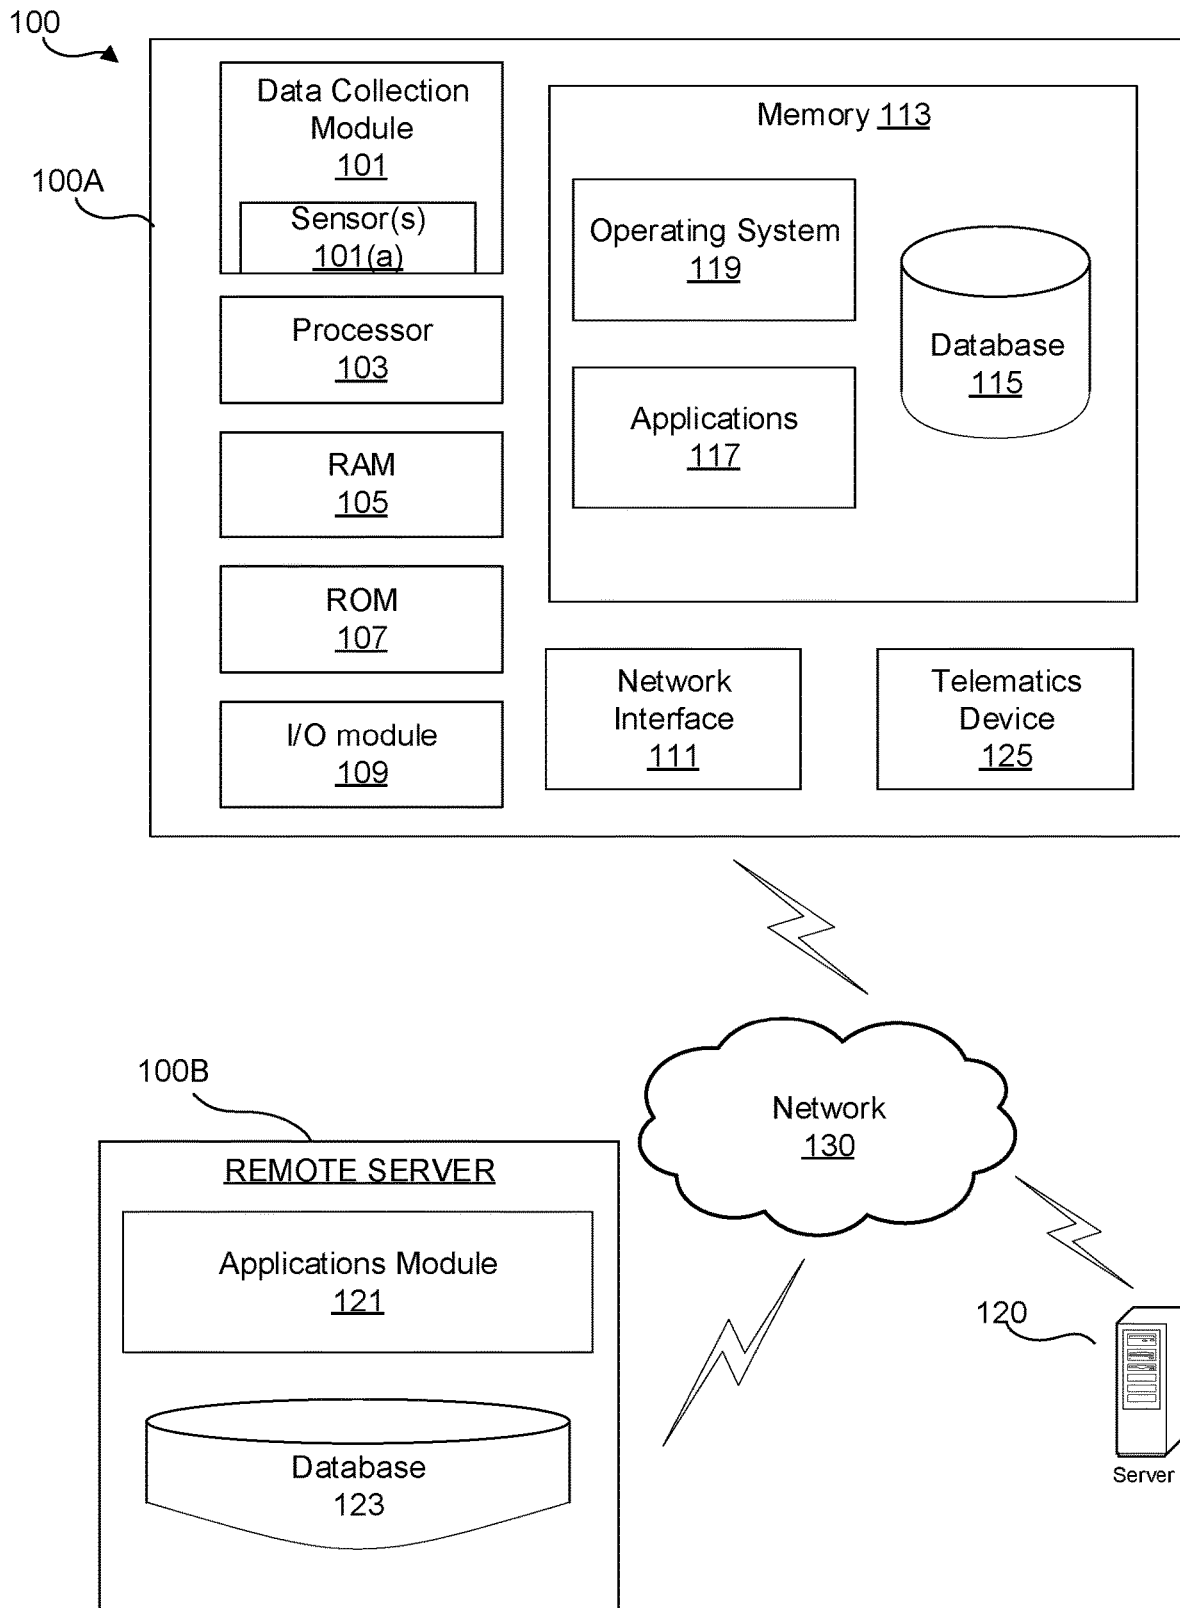 100
100A
Data Collection
Module
101
Sensor(s)
101(a)
Processor
103
RAM
105
ROM
107
I/O module
109
Memory 113
Operating System
119
Applications
117
Database
115
Network
Interface
111
Telematics
Device
125
Network
130
100B
REMOTE SERVER
Applications Module
121
Database
123
120
Server